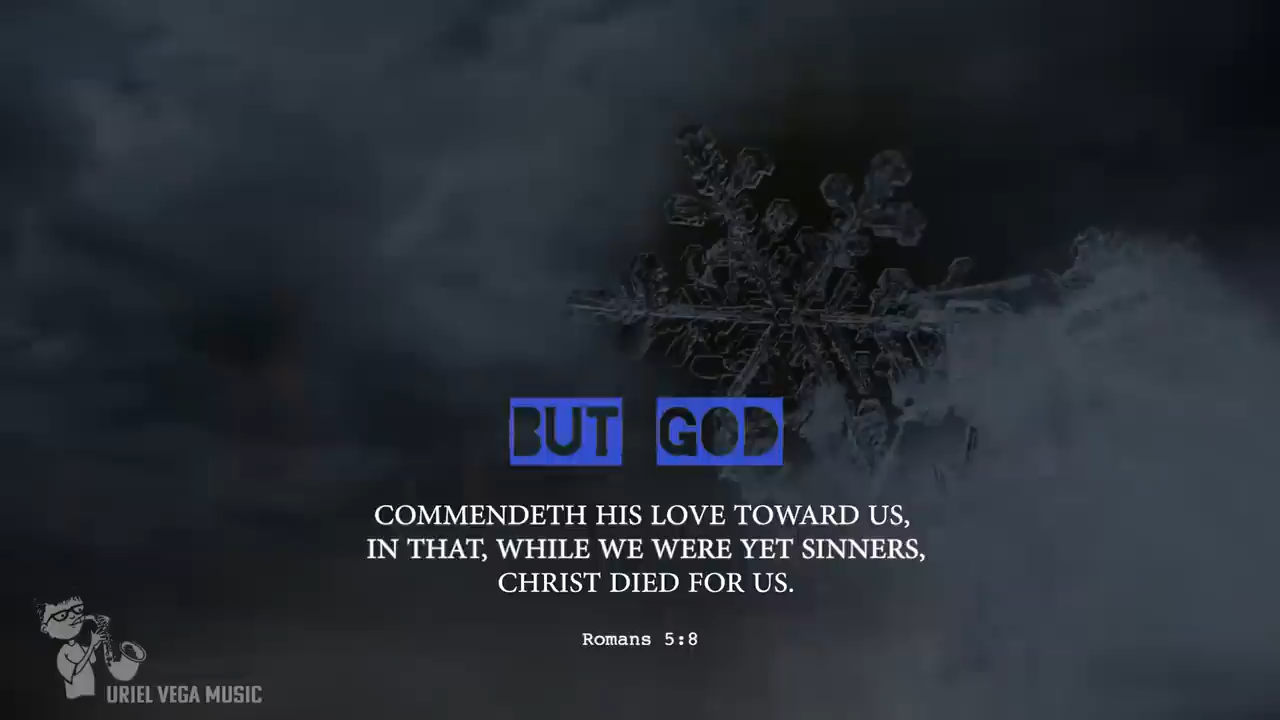 BUT GOD
COMMENDETH HIS LOVE TOWARD US,
IN THAT, WHILE WE WERE YET SINNERS,
CHRIST DIED FOR US.
Romans 5:8
URIEL VEGA MUSIC